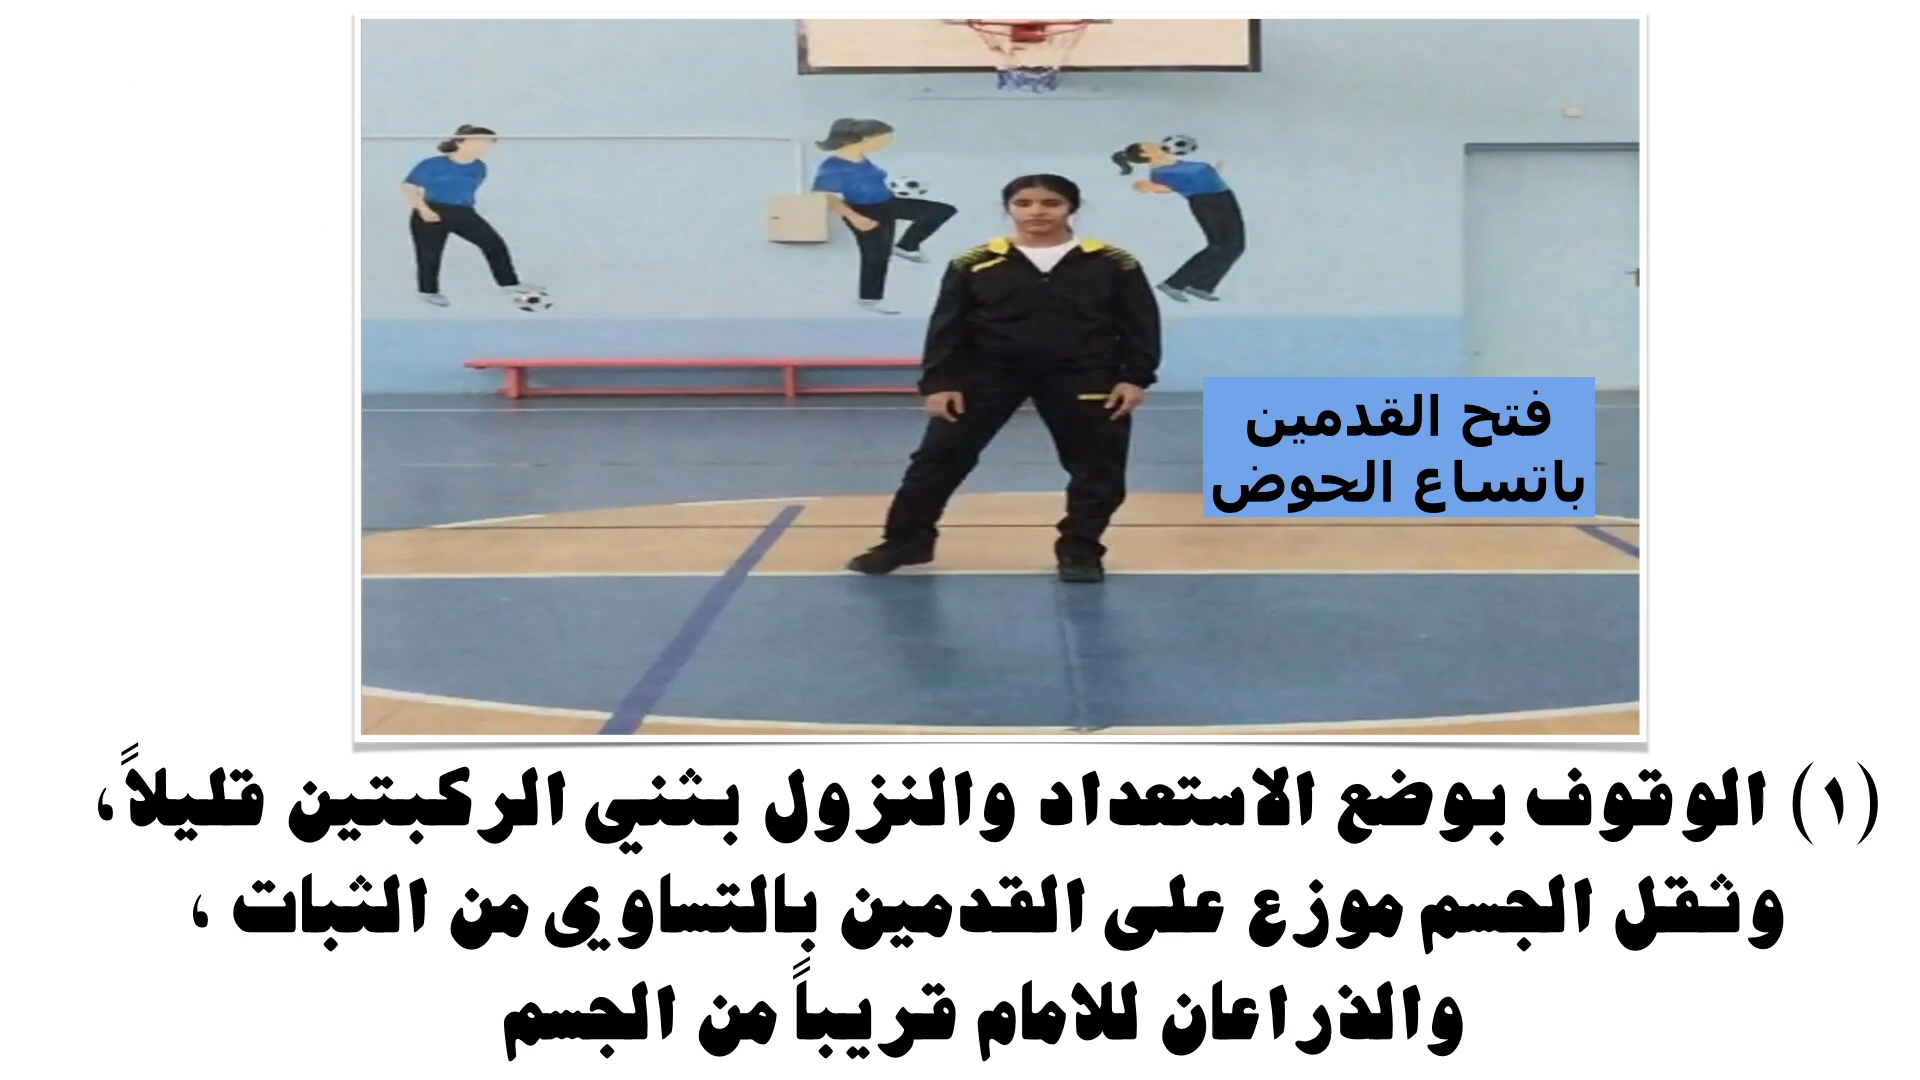 فتح القدمين
باتساع الحوض
(١) الوقوف بوضع الاستعداد والنزول بثني الركبتين قليلاً،
وثقل الجسم موزع على القدمين بالتساوي من الثبات ،
والذراعان للامام قريباً من الجسم